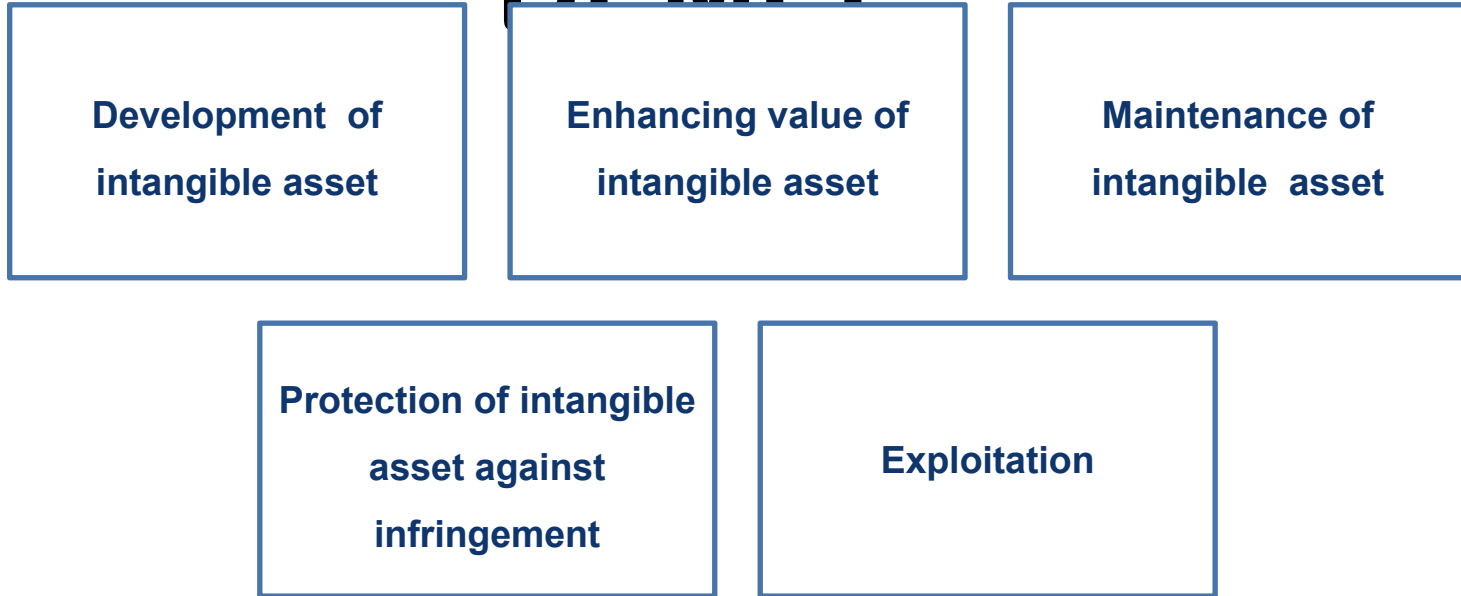 Development of
intangible asset
Enhancing value of
intangible asset
Maintenance of
intangible asset
Protection of intangible
asset against
infringement
Exploitation